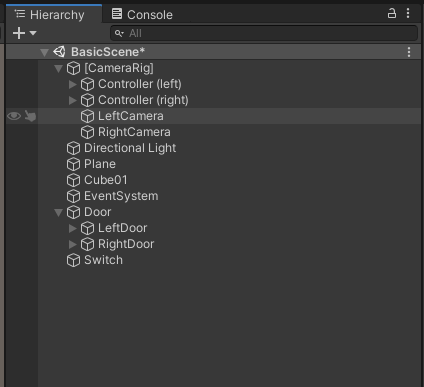 Hierarchy Console
All
BasicScene*
[CameraRig]
Controller (left)
Controller (right)
LeftCamera
RightCamera
Directional Light
Plane
Cube01
EventSystem
Door
LeftDoor
RightDoor
Switch